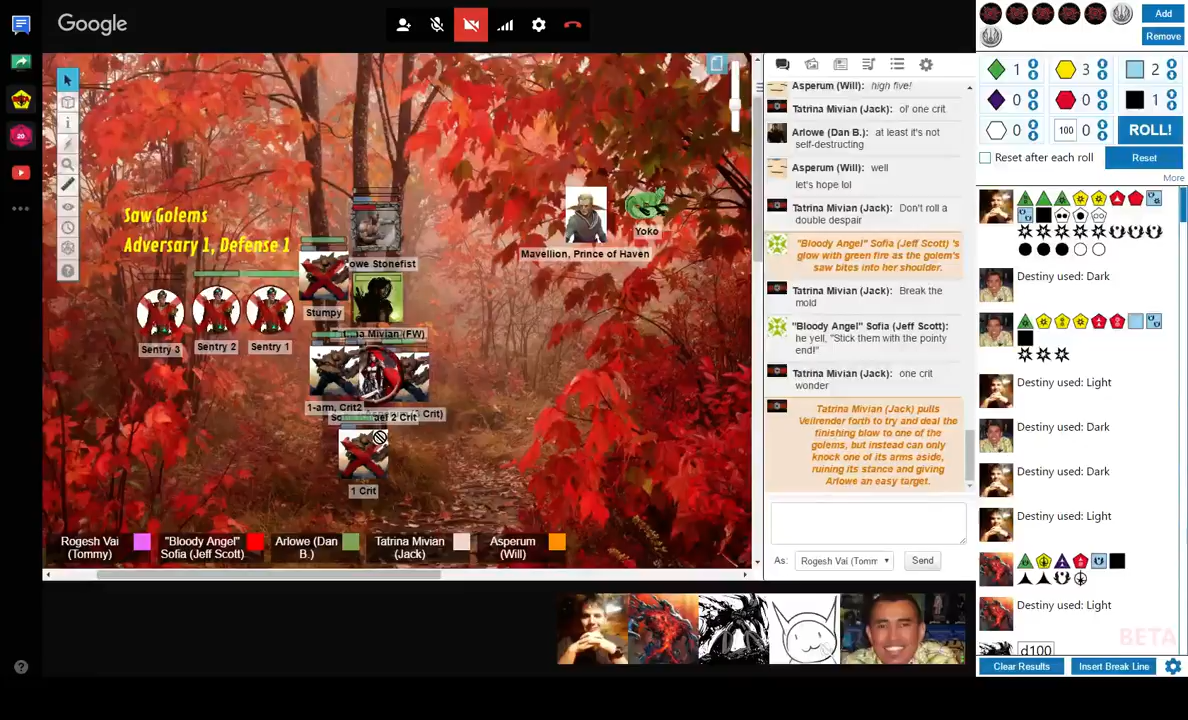 Google
Add
Remove
1
3
2
0
0
1
0
100
0
ROLL!
Reset after each roll
Reset
More
Saw Golems
Adversary 1, Defense 1
Sentry 3
Sentry 2
Sentry 1
Stumpy
owe Stonefist
Mavellion, Prince of Haven
Yoko
Mivian (FW)
1-arm, Crit2
2 Crit
Crit)
1 Crit
Rogesh Vai
(Tommy)
"Bloody Angel"
Sofia (Jeff Scott)
Arlowe (Dan
B.)
Tatrina Mivian
(Jack)
Asperum
(Will)
Asperum (Will): high five!
Tatrina Mivian (Jack): ol' one crit
Arlowe (Dan B.): at least it's not
self-destructing
Asperum (Will): well
let's hope lol
Tatrina Mivian (Jack): Don't roll a
double despair
"Bloody Angel" Sofia (Jeff Scott) 's
glow with green fire as the golem's
saw bites into her shoulder.
Tatrina Mivian (Jack): Break the
mold
"Bloody Angel" Sofia (Jeff Scott):
he yell, "Stick them with the pointy
end!"
Tatrina Mivian (Jack): one crit
wonder
Tatrina Mivian (Jack) pulls
Veilrender forth to try and deal the
finishing blow to one of the
golems, but instead can only
knock one of its arms aside,
ruining its stance and giving
Arlowe an easy target.
As:
Rogesh Vai (Tomm
Send
Destiny used: Dark
Destiny used: Light
Destiny used: Dark
Destiny used: Dark
Destiny used: Light
Destiny used: Light
d100
BETA
Clear Results
Insert Break Line
20